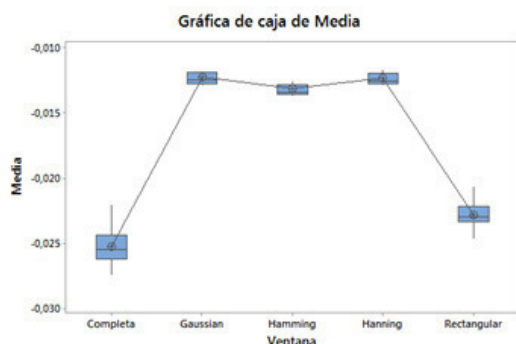 Gráfica de caja de Media
-0,010
-0,015
-0,020
-0,025
-0,030
Media
Completa
Gaussian
Hamming
Hanning
Rectangular
Ventana